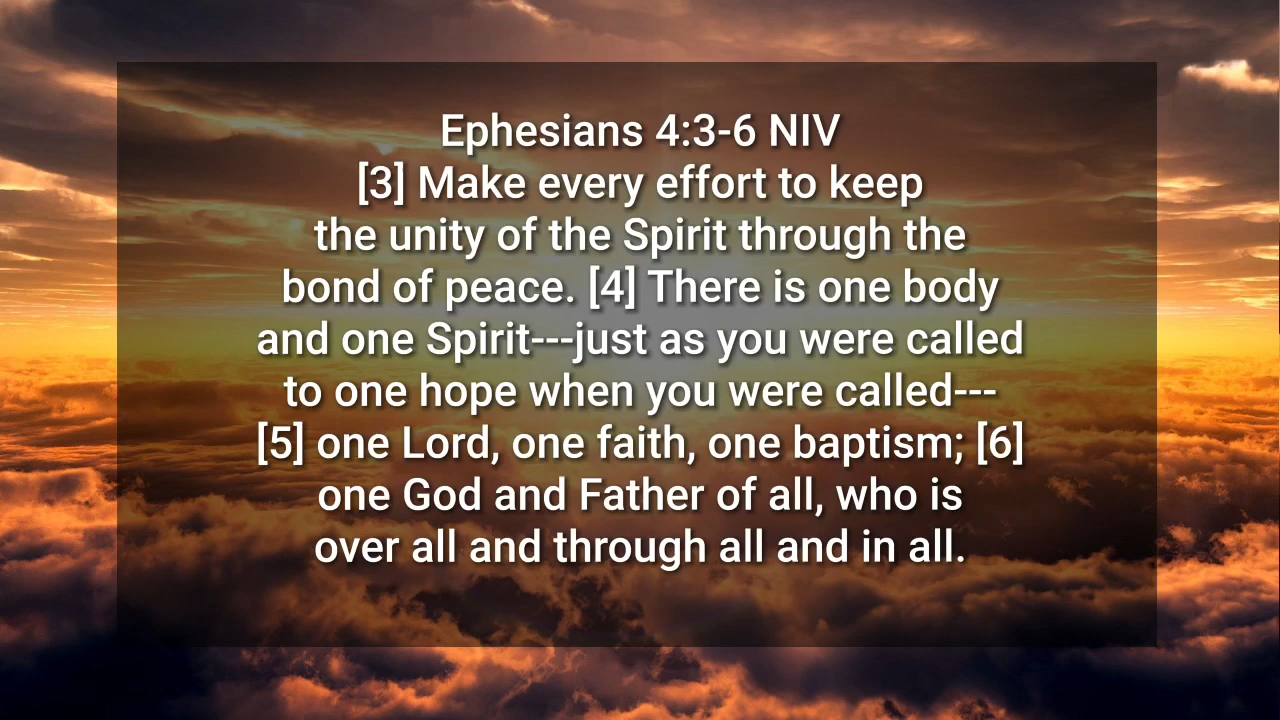 Ephesians 4:3-6 NIV
[3] Make every effort to keep
the unity of the Spirit through the
bond of peace. [4] There is one body
and one Spirit---just as you were called
to one hope when you were called---
[5] one Lord, one faith, one baptism; [6]
one God and Father of all, who is
over all and through all and in all.